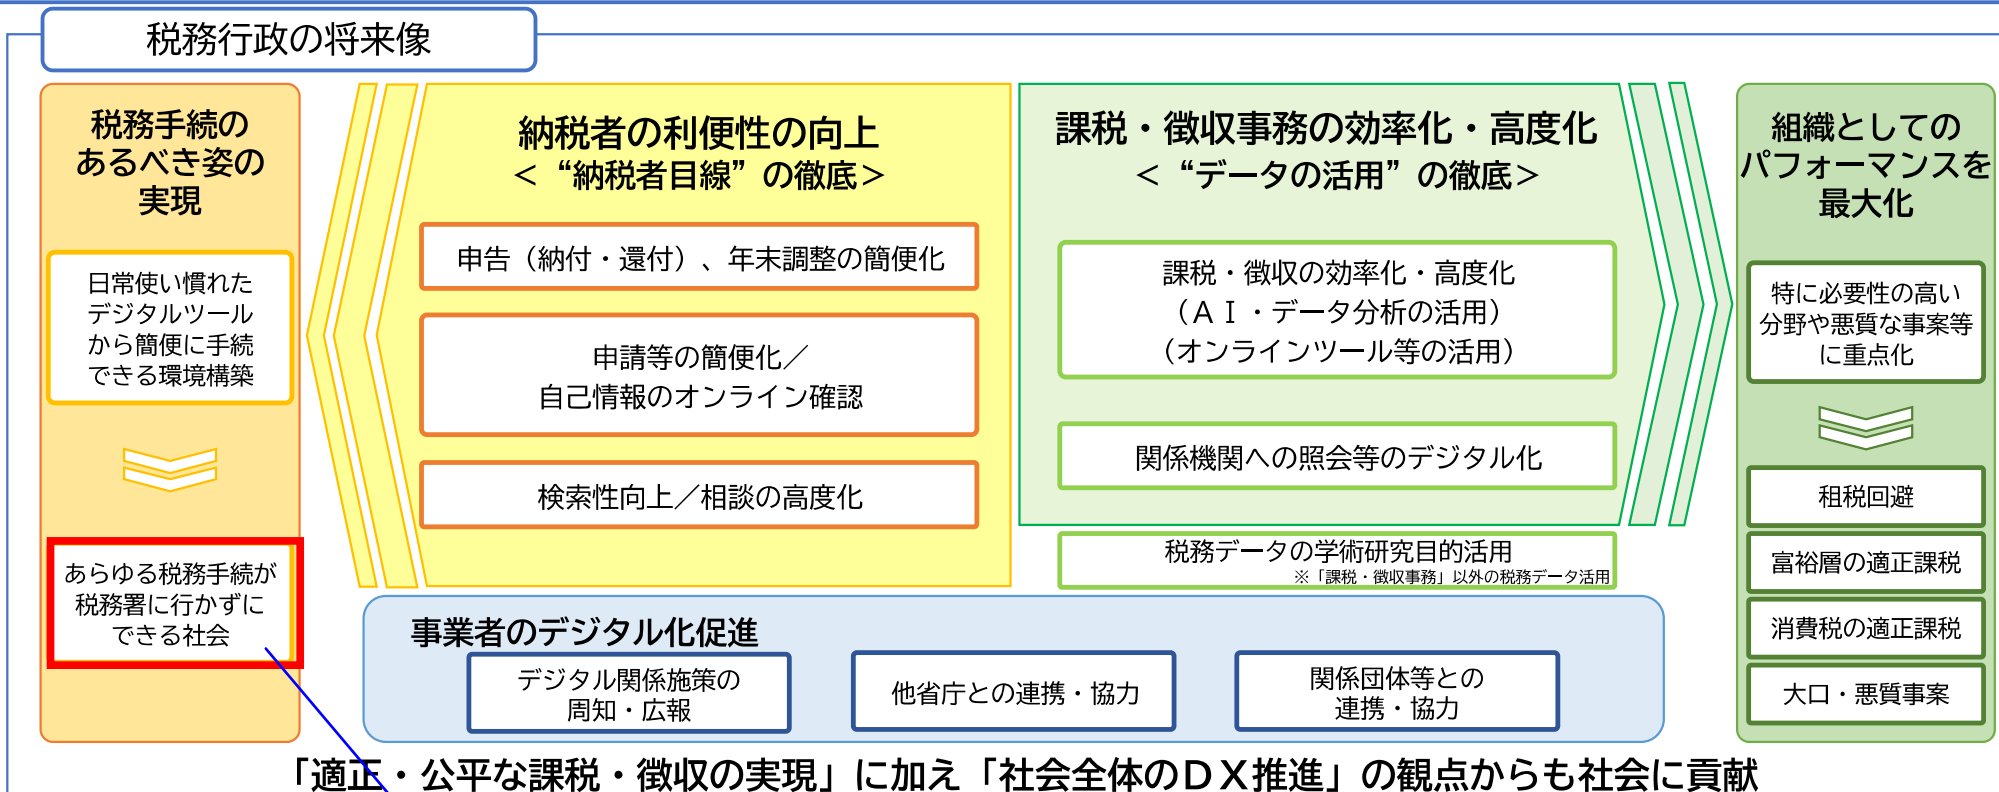 税務行政の将来像
税務手続の
あるべき姿の
実現
日常使い慣れた
デジタルツール
から簡便に手続
できる環境構築
あらゆる税務手続が
税務署に行かずに
できる社会
納税者の利便性の向上
＜“納税者目線”の徹底＞
申告（納付・還付）、年末調整の簡便化
申請等の簡便化／
自己情報のオンライン確認
検索性向上／相談の高度化
課税・徴収事務の効率化・高度化
＜“データの活用”の徹底＞
課税・徴収の効率化・高度化
（ＡＩ・データ分析の活用）
（オンラインツール等の活用）
関係機関への照会等のデジタル化
税務データの学術研究目的活用
※「課税・徴収事務」以外の税務データ活用
組織としての
パフォーマンスを
最大化
特に必要性の高い
分野や悪質な事案等
に重点化
租税回避
富裕層の適正課税
消費税の適正課税
大口・悪質事案
事業者のデジタル化促進
デジタル関係施策の
周知・広報
他省庁との連携・協力
関係団体等との
連携・協力
「適正・公平な課税・徴収の実現」に加え「社会全体のＤＸ推進」の観点からも社会に貢献